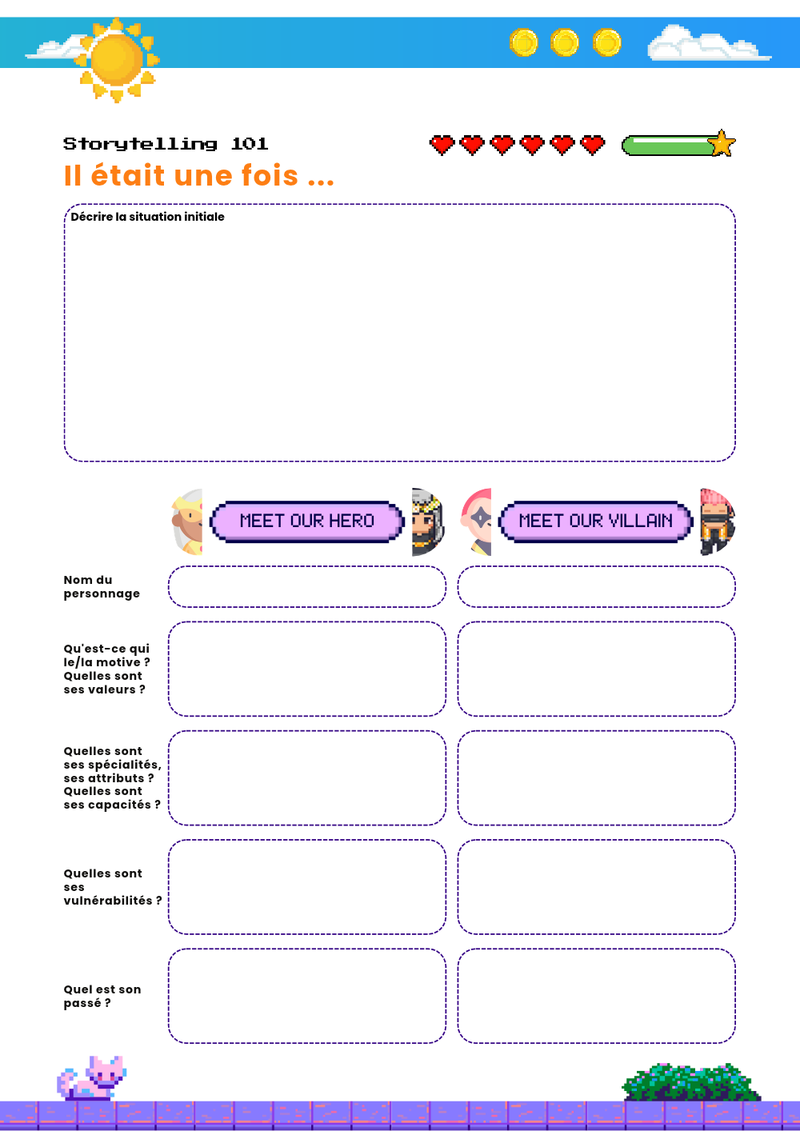 Storytelling 101
Il était une fois ...
Décrire la situation initiale
MEET OUR HERO
MEET OUR VILLAIN
Nom du
personnage
Qu'est-ce qui
le/la motive ?
Quelles sont
ses valeurs ?
Quelles sont
ses spécialités,
ses attributs ?
Quelles sont
ses capacités ?
Quelles sont
ses
vulnérabilités ?
Quel est son
passé ?